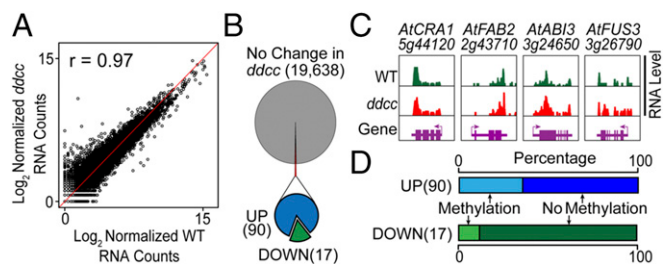 A
r = 0.97
15
0
0
15
Log2 Normalized ddcc
RNA Counts
Log2 Normalized WT
RNA Counts
B
No Change in
ddcc (19,638)
UP
(90)
DOWN(17)
C
AtCRA1 AtFAB2 AtABI3 AtFUS3
5g44120 2g43710 3g24650 3g26790
WT
ddcc
Gene
RNA Level
D
Percentage
0 100
UP(90)
Methylation No Methylation
DOWN(17)
0 100